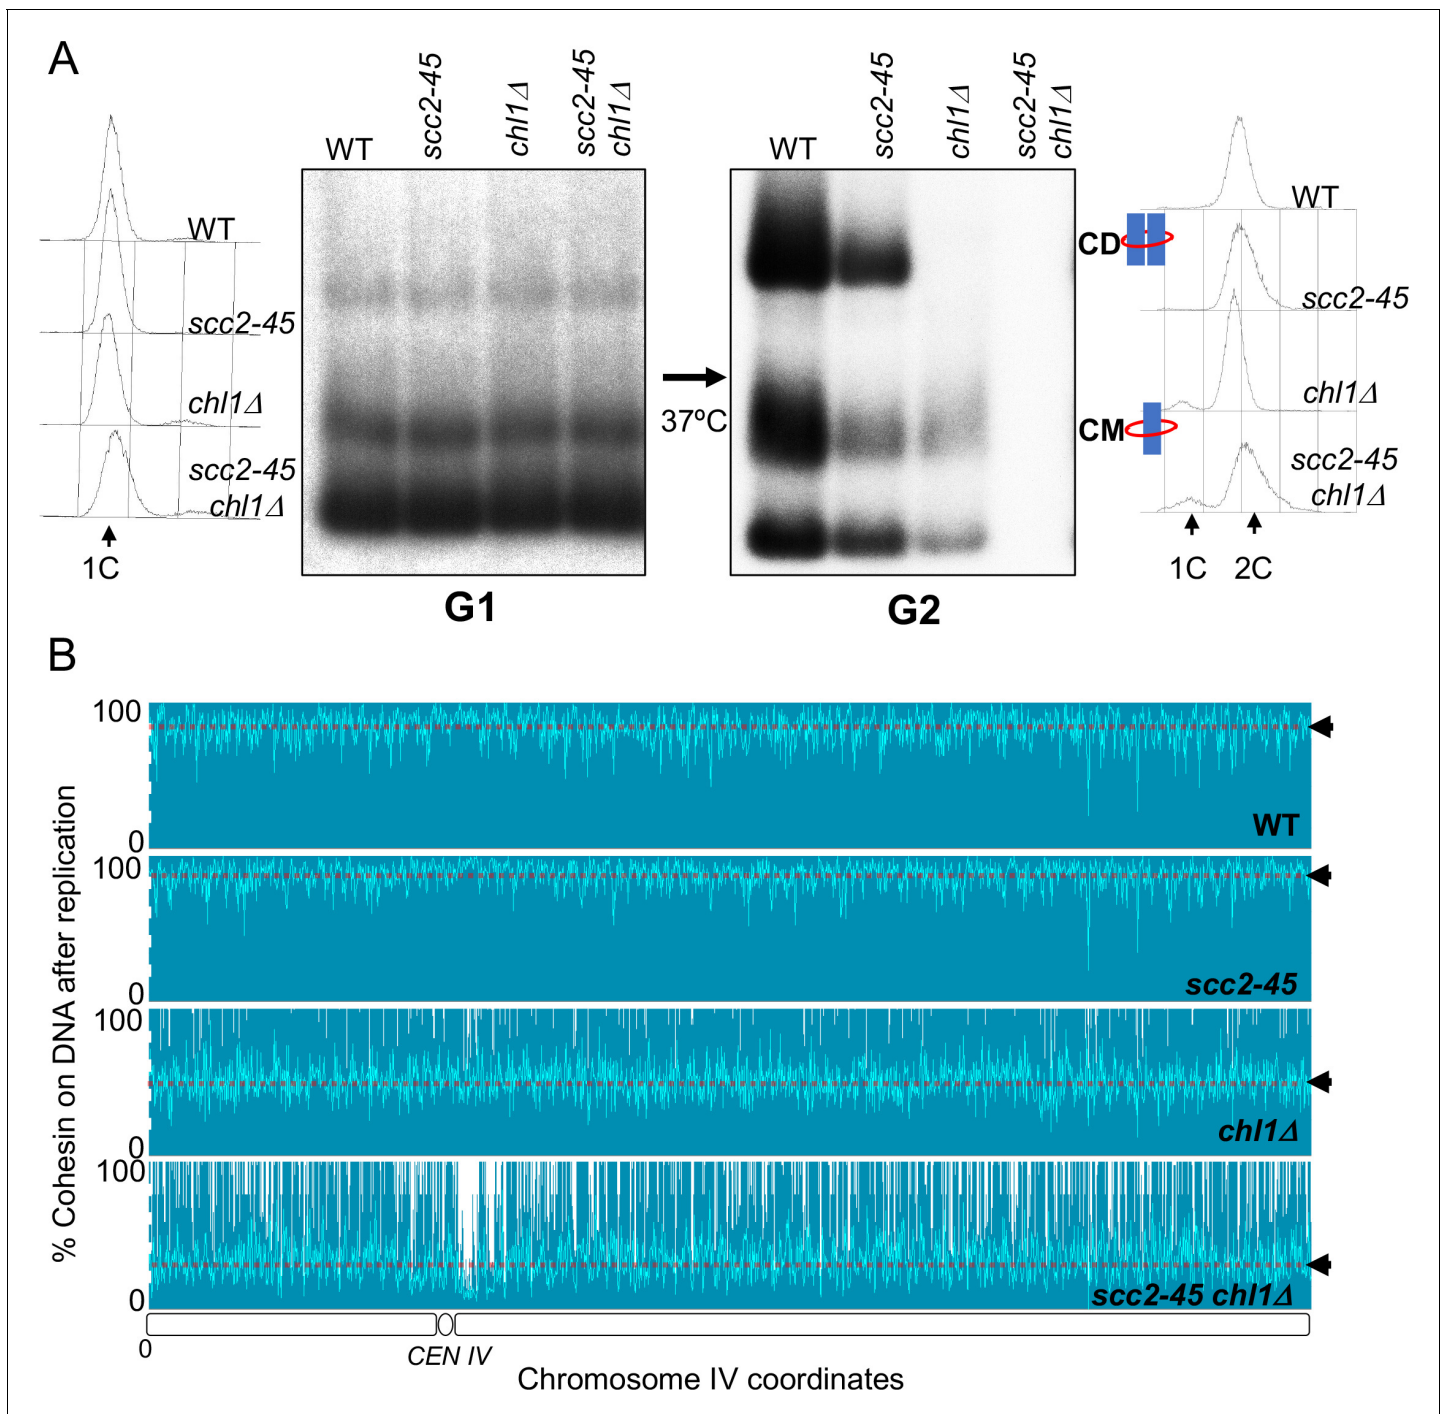 A
WT
scc2-45
chl1Δ
scc2-45
chl1Δ
1C
WT
scc2-45
chl1Δ
scc2-45
chl1Δ
G1
37ºC
WT
scc2-45
chl1Δ
scc2-45
chl1Δ
G2
CD
CM
WT
scc2-45
chl1Δ
scc2-45
chl1Δ
1C 2C
B
% Cohesin on DNA after replication
100
0
WT
100
0
scc2-45
100
0
chl1Δ
100
0
scc2-45 chl1Δ
0
CEN IV
Chromosome IV coordinates